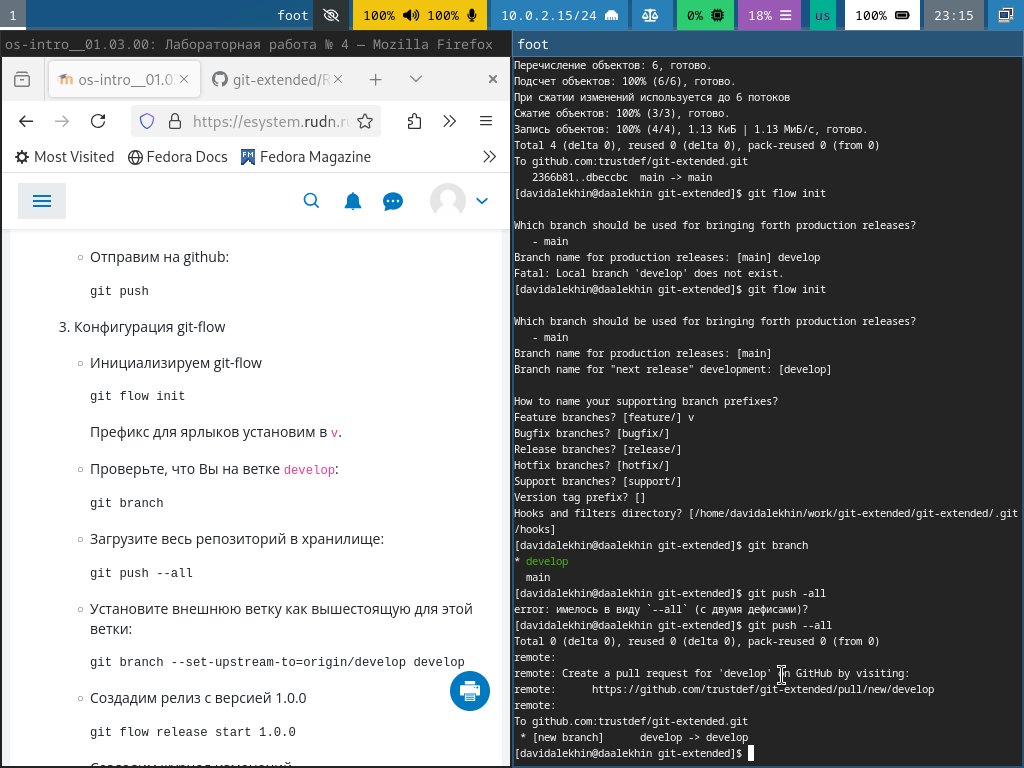 1
foot
100%
100%
10.0.2.15/24
0%
18%
us
100%
23:15
os-intro__01.03.00: Лабораторная работа № 4 — Mozilla Firefox
os-intro__01.0
git-extended/R
https://esystem.rudn.r
Most Visited
Fedora Docs
Fedora Magazine
Отправим на github:
git push
3. Конфигурация git-flow
Инициализируем git-flow
git flow init
Префикс для ярлыков установим в v.
Проверьте, что Вы на ветке develop:
git branch
Загрузите весь репозиторий в хранилище:
git push --all
Установите внешнюю ветку как вышестоящую для этой
ветки:
git branch --set-upstream-to=origin/develop develop
Создадим релиз с версией 1.0.0
git flow release start 1.0.0
foot
Перечисление объектов: 6, готово.
Подсчет объектов: 100% (6/6), готово.
При сжатии изменений используется до 6 потоков
Сжатие объектов: 100% (3/3), готово.
Запись объектов: 100% (4/4), 1.13 КиБ | 1.13 МиБ/с, готово.
Total 4 (delta 0), reused 0 (delta 0), pack-reused 0 (from 0)
To github.com:trustdef/git-extended.git
2366b81..dbeccbc  main -> main
[davidalekhin@daalekhin git-extended]$ git flow init
Which branch should be used for bringing forth production releases?
- main
Branch name for production releases: [main] develop
Fatal: Local branch 'develop' does not exist.
[davidalekhin@daalekhin git-extended]$ git flow init
Which branch should be used for bringing forth production releases?
- main
Branch name for production releases: [main]
Branch name for "next release" development: [develop]
How to name your supporting branch prefixes?
Feature branches? [feature/] v
Bugfix branches? [bugfix/]
Release branches? [release/]
Hotfix branches? [hotfix/]
Support branches? [support/]
Version tag prefix? []
Hooks and filters directory? [/home/davidalekhin/work/git-extended/git-extended/.git
/hooks]
[davidalekhin@daalekhin git-extended]$ git branch
* develop
main
[davidalekhin@daalekhin git-extended]$ git push -all
error: имелось в виду `--all` (с двумя дефисами)?
[davidalekhin@daalekhin git-extended]$ git push --all
Total 0 (delta 0), reused 0 (delta 0), pack-reused 0 (from 0)
remote:
remote: Create a pull request for 'develop' on GitHub by visiting:
remote:      https://github.com/trustdef/git-extended/pull/new/develop
remote:
To github.com:trustdef/git-extended.git
* [new branch]      develop -> develop
[davidalekhin@daalekhin git-extended]$